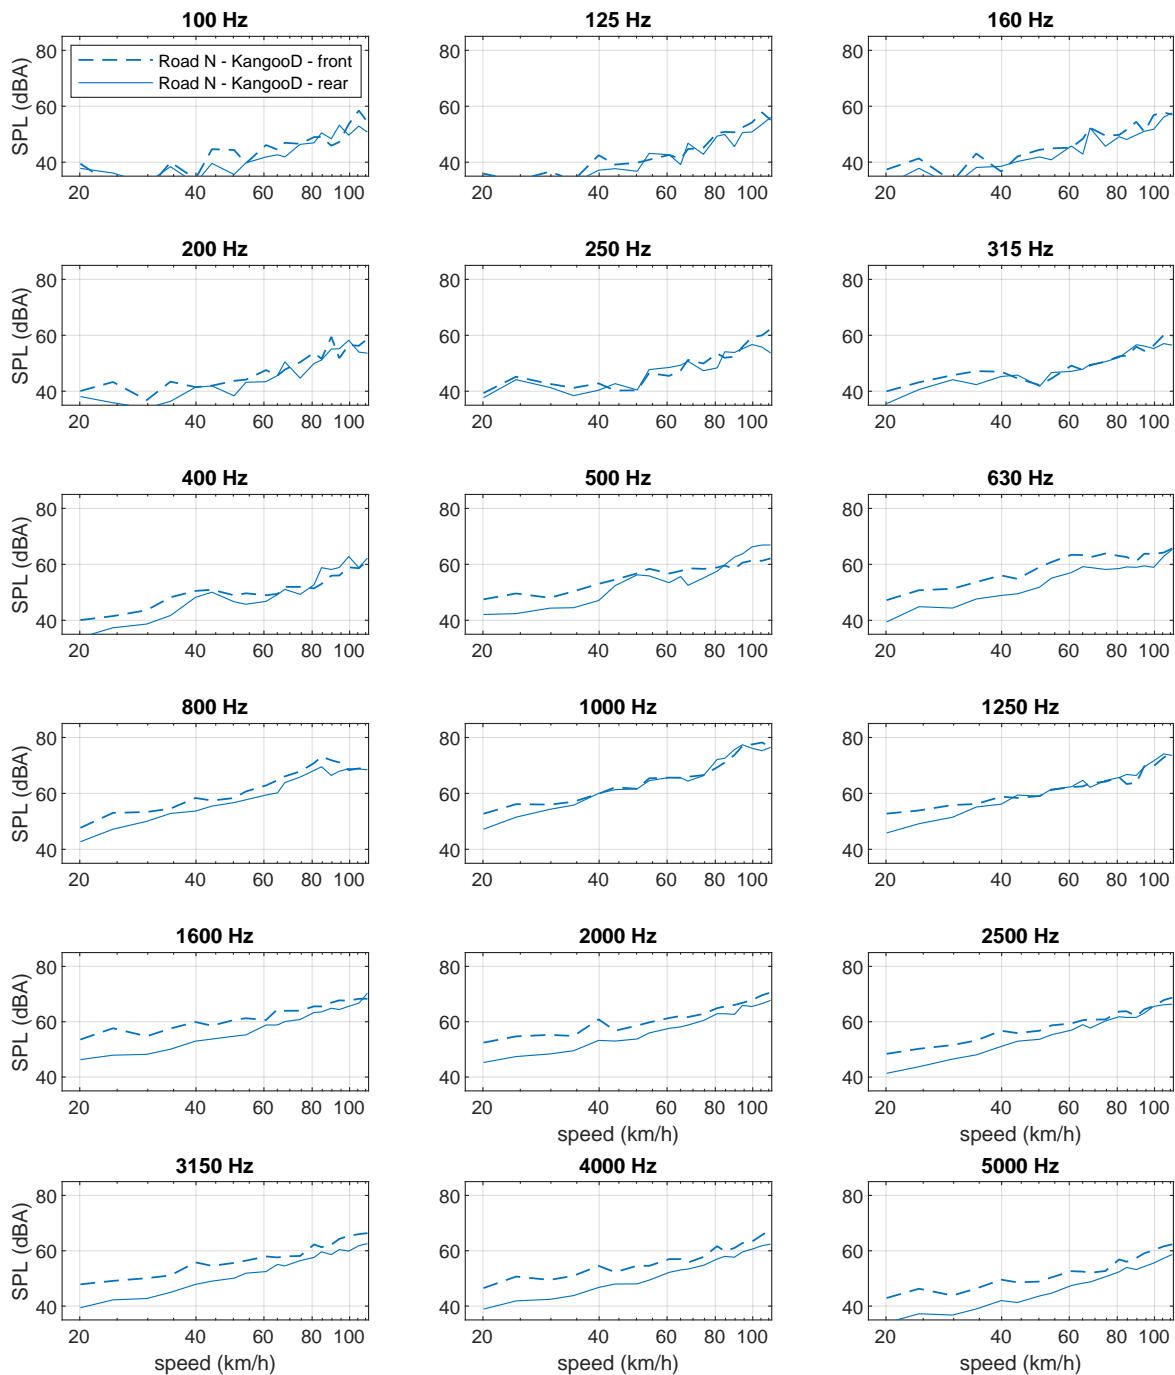 100 Hz
125 Hz
160 Hz
SPL (dBA)
80
60
40
Road N - KangooD - front
Road N - KangooD - rear
20 40 60 80 100
80
60
40
20 40 60 80 100
80
60
40
20 40 60 80 100
200 Hz
250 Hz
315 Hz
SPL (dBA)
80
60
40
20 40 60 80 100
80
60
40
20 40 60 80 100
80
60
40
20 40 60 80 100
400 Hz
500 Hz
630 Hz
SPL (dBA)
80
60
40
20 40 60 80 100
80
60
40
20 40 60 80 100
80
60
40
20 40 60 80 100
800 Hz
1000 Hz
1250 Hz
SPL (dBA)
80
60
40
20 40 60 80 100
80
60
40
20 40 60 80 100
80
60
40
20 40 60 80 100
1600 Hz
2000 Hz
2500 Hz
SPL (dBA)
80
60
40
20 40 60 80 100
80
60
40
20 40 60 80 100
speed (km/h)
80
60
40
20 40 60 80 100
speed (km/h)
3150 Hz
4000 Hz
5000 Hz
SPL (dBA)
80
60
40
20 40 60 80 100
speed (km/h)
80
60
40
20 40 60 80 100
speed (km/h)
80
60
40
20 40 60 80 100
speed (km/h)